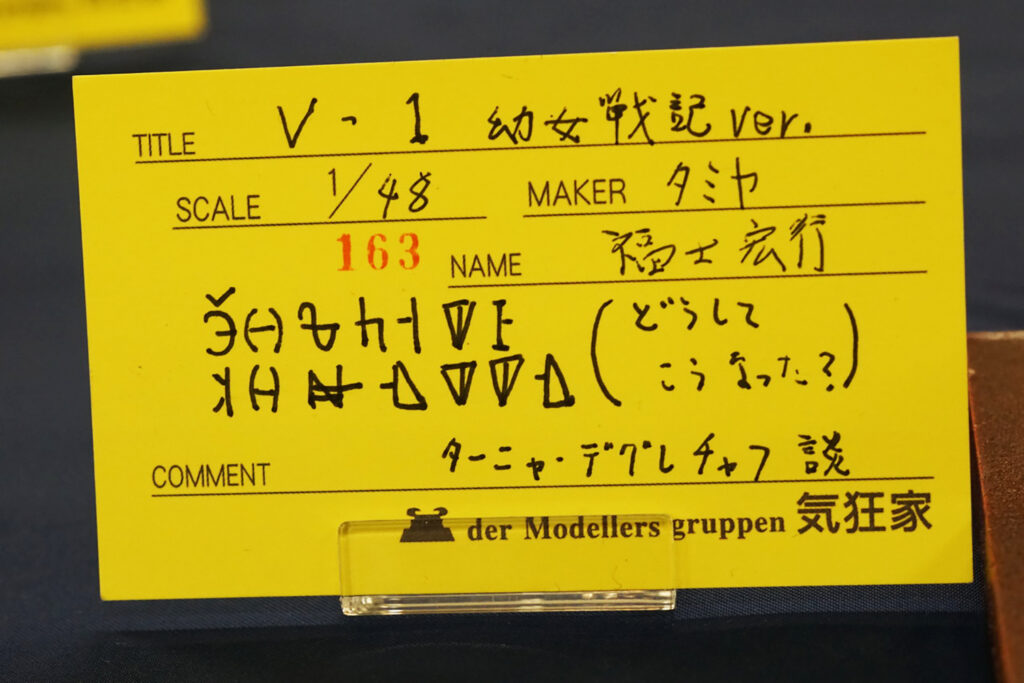 TITLE V-1 幼女戦記 ver.
SCALE 1/48 MAKER タミヤ
163 NAME 福士宏行
(どうして
こうなった?)
COMMENT ターニャ・デグレチャフ 談
der Modellers gruppen 気狂家